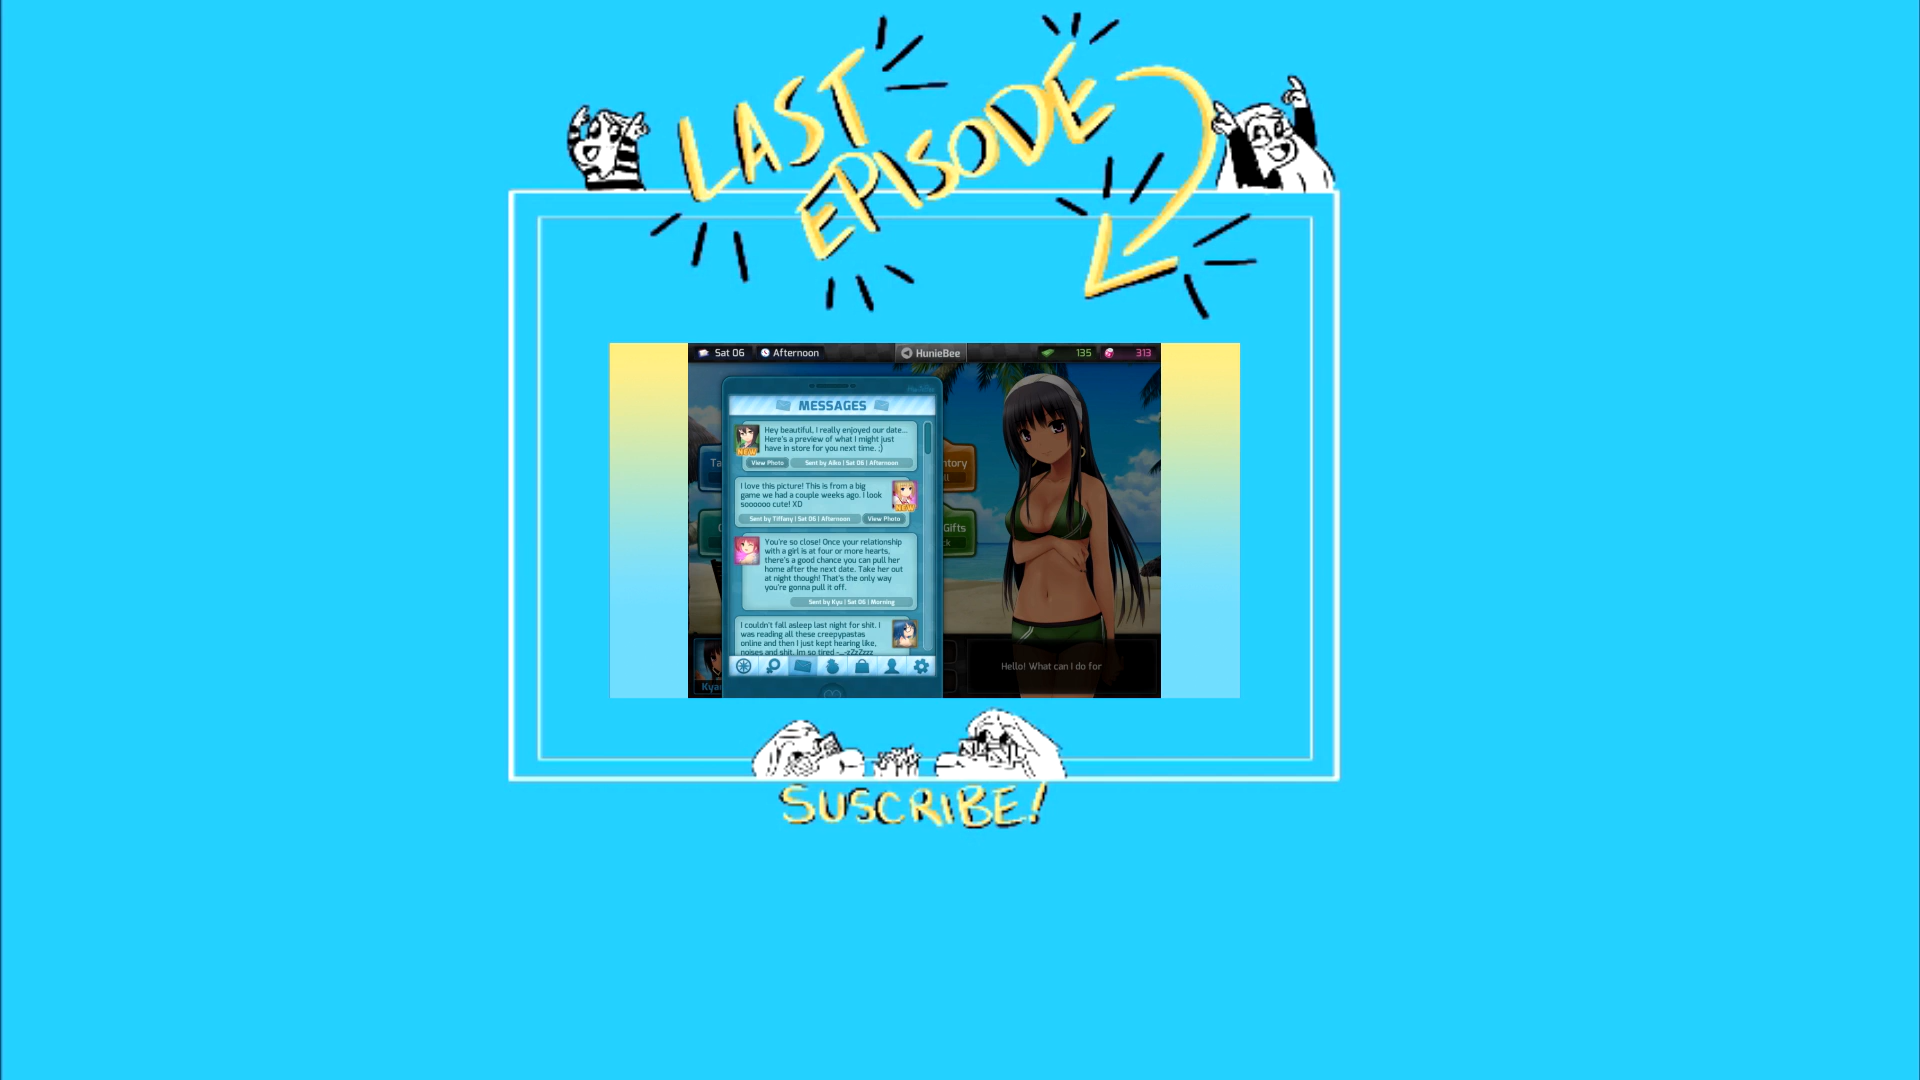 LAST
EPISODE
Sat 06
Afternoon
HunieBee
135
313
MESSAGES
Hey beautiful, I really enjoyed our date...
Here's a preview of what I might just
have in store for you next time. ;)
NEW
View Photo
Sent by Aiko | Sat 06 | Afternoon
I love this picture! This is from a big
game we had a couple weeks ago. I look
soooooo cute! XD
NEW
Sent by Tiffany | Sat 06 | Afternoon
View Photo
You're so close! Once your relationship
with a girl is at four or more hearts,
there's a good chance you can pull her
home after the next date. Take her out
at night though! That's the only way
you're gonna pull it off.
Sent by Kyu | Sat 06 | Morning
I couldn't fall asleep last night for shit. I
was reading all these creepypastas
online and then I just kept hearing like,
noises and shit. Im so tired -_-zZzZzzz
Ta
ntory
Gifts
Kya
Hello! What can I do for
SUSCRIBE!